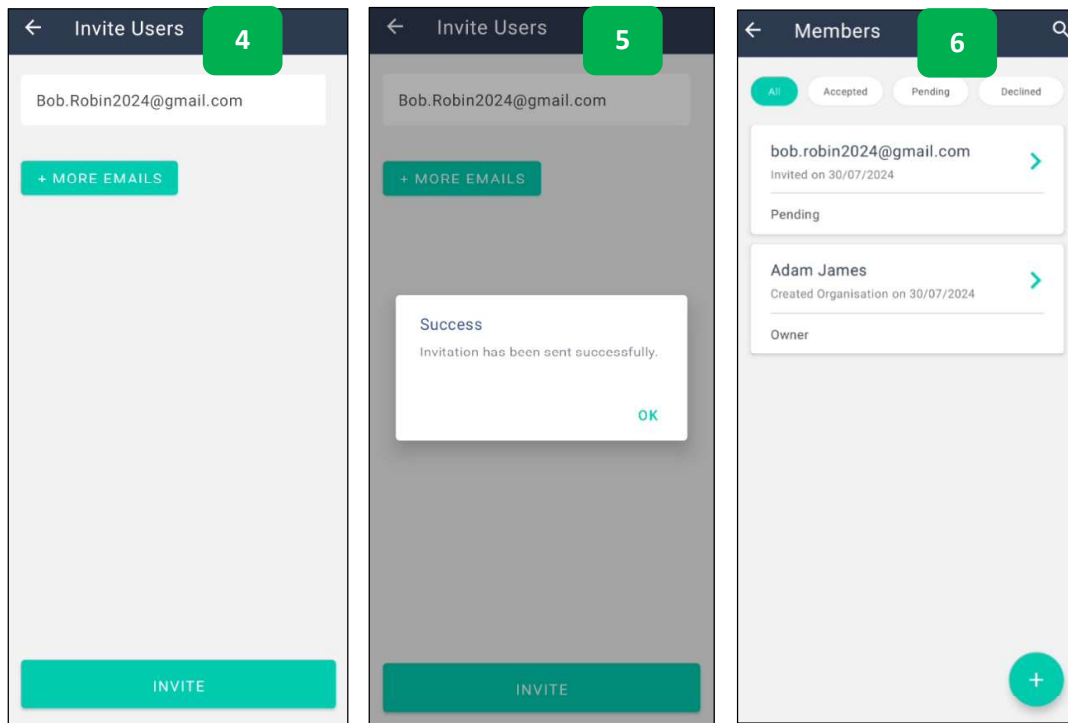 Invite Users
4
Bob.Robin2024@gmail.com
+ MORE EMAILS
INVITE
Invite Users
5
Bob.Robin2024@gmail.com
+ MORE EMAILS
Success
Invitation has been sent successfully.
OK
INVITE
Members
6
All Accepted Pending Declined
bob.robin2024@gmail.com
Invited on 30/07/2024
Pending
Adam James
Created Organisation on 30/07/2024
Owner
+